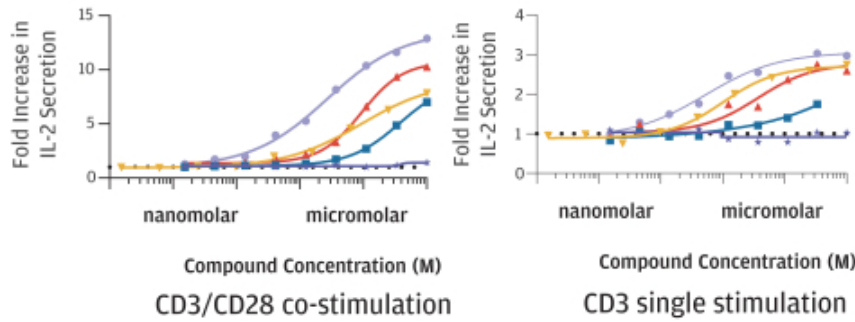 Fold Increase in
IL-2 Secretion
15
10
5
0
nanomolar micromolar
Compound Concentration (M)
CD3/CD28 co-stimulation
Fold Increase in
IL-2 Secretion
4
3
2
1
0
nanomolar micromolar
Compound Concentration (M)
CD3 single stimulation